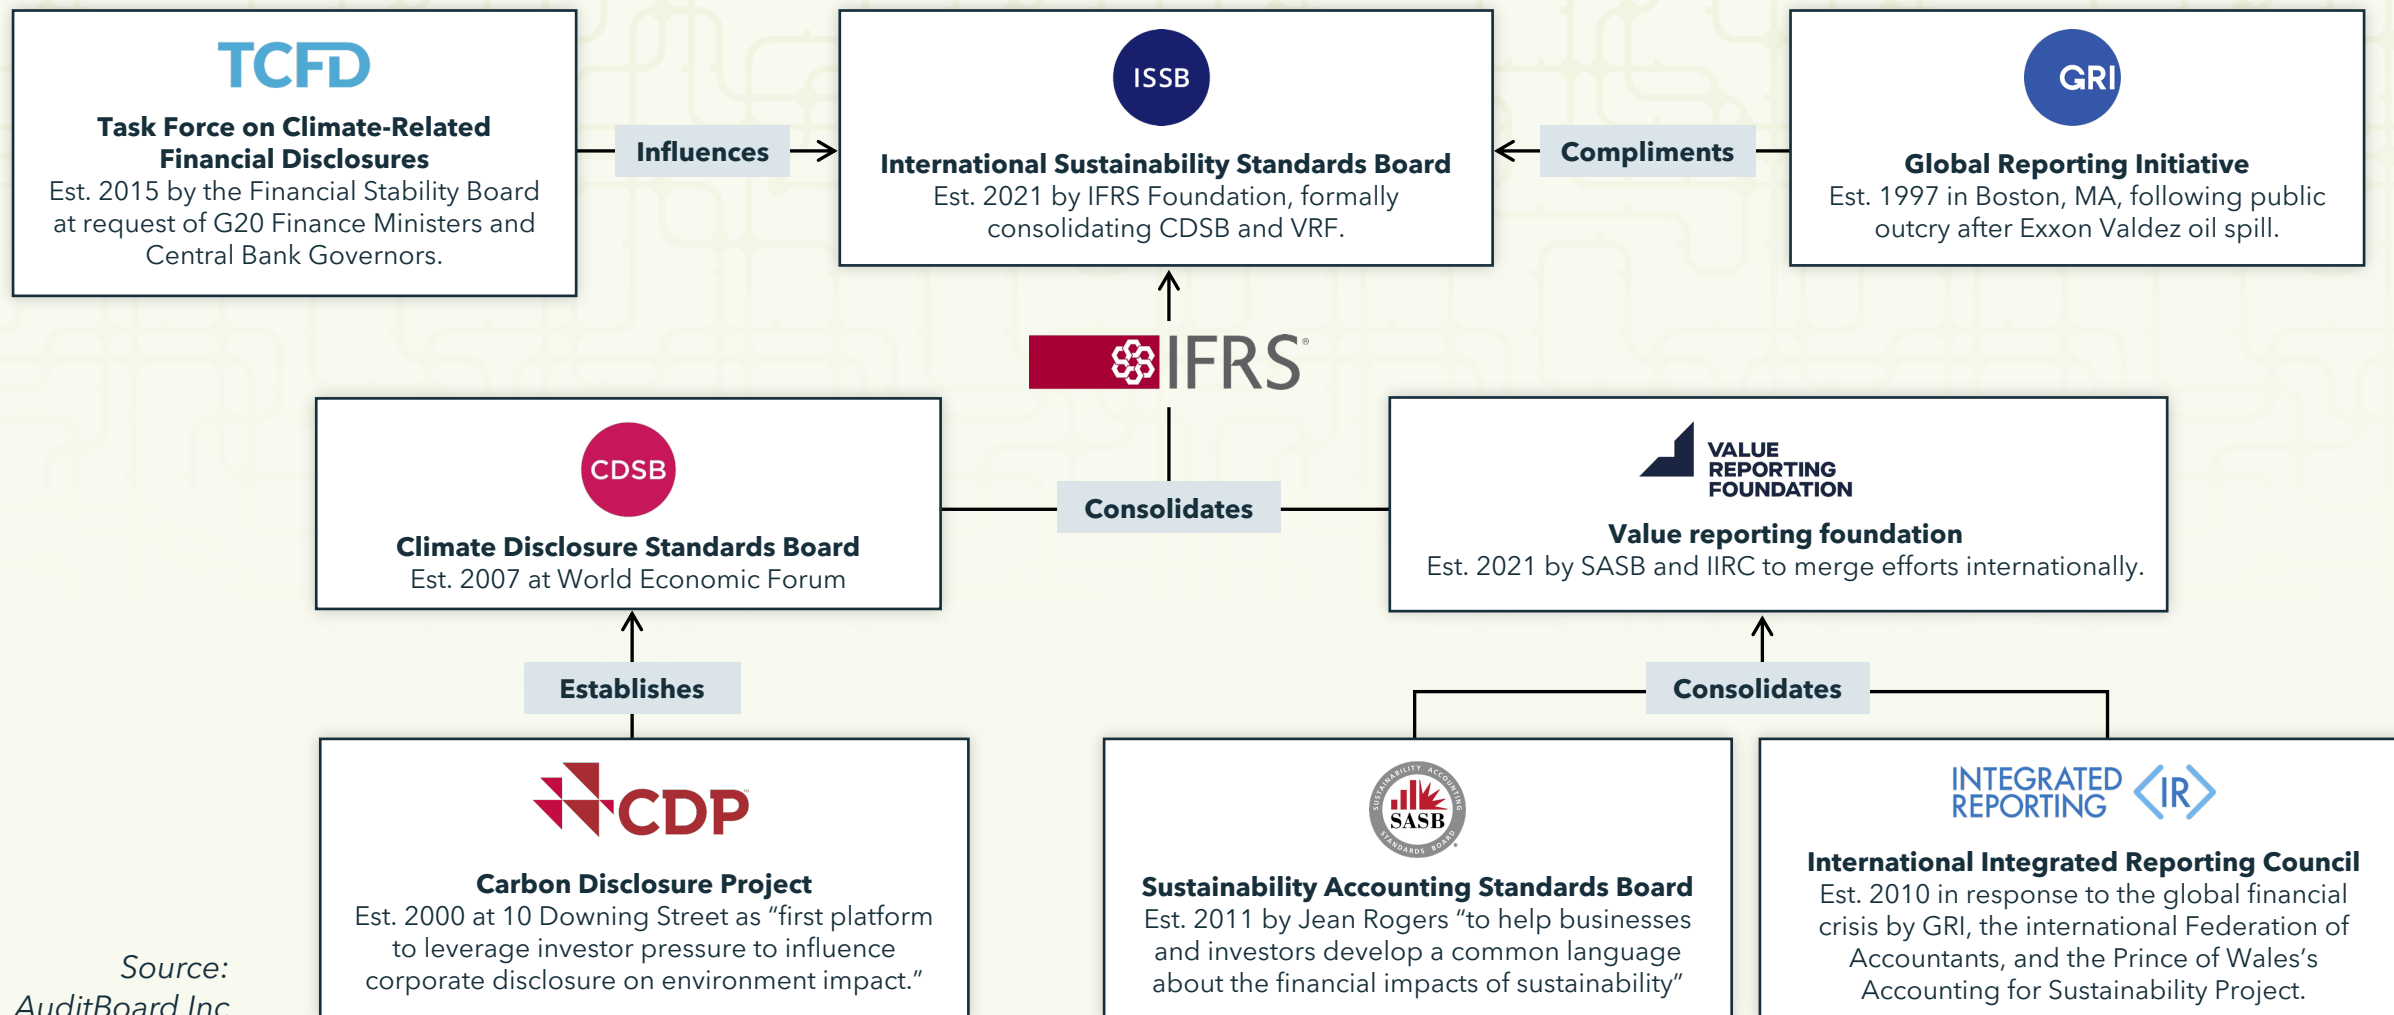 TCFD
Task Force on Climate-Related
Financial Disclosures
Est. 2015 by the Financial Stability Board
at request of G20 Finance Ministers and
Central Bank Governors.
Influences
ISSB
International Sustainability Standards Board
Est. 2021 by IFRS Foundation, formally
consolidating CDSB and VRF.
Compliments
GRI
Global Reporting Initiative
Est. 1997 in Boston, MA, following public
outcry after Exxon Valdez oil spill.
IFRS®
CDSB
Climate Disclosure Standards Board
Est. 2007 at World Economic Forum
Consolidates
VALUE
REPORTING
FOUNDATION
Value reporting foundation
Est. 2021 by SASB and IIRC to merge efforts internationally.
Establishes
Consolidates
CDP™
Carbon Disclosure Project
Est. 2000 at 10 Downing Street as “first platform
to leverage investor pressure to influence
corporate disclosure on environment impact.”
SUSTAINABILITY ACCOUNTING
SASB
STANDARDS BOARD
®
Sustainability Accounting Standards Board
Est. 2011 by Jean Rogers “to help businesses
and investors develop a common language
about the financial impacts of sustainability”
INTEGRATED
REPORTING
<IR>
International Integrated Reporting Council
Est. 2010 in response to the global financial
crisis by GRI, the international Federation of
Accountants, and the Prince of Wales’s
Accounting for Sustainability Project.
Source:
AuditBoard Inc